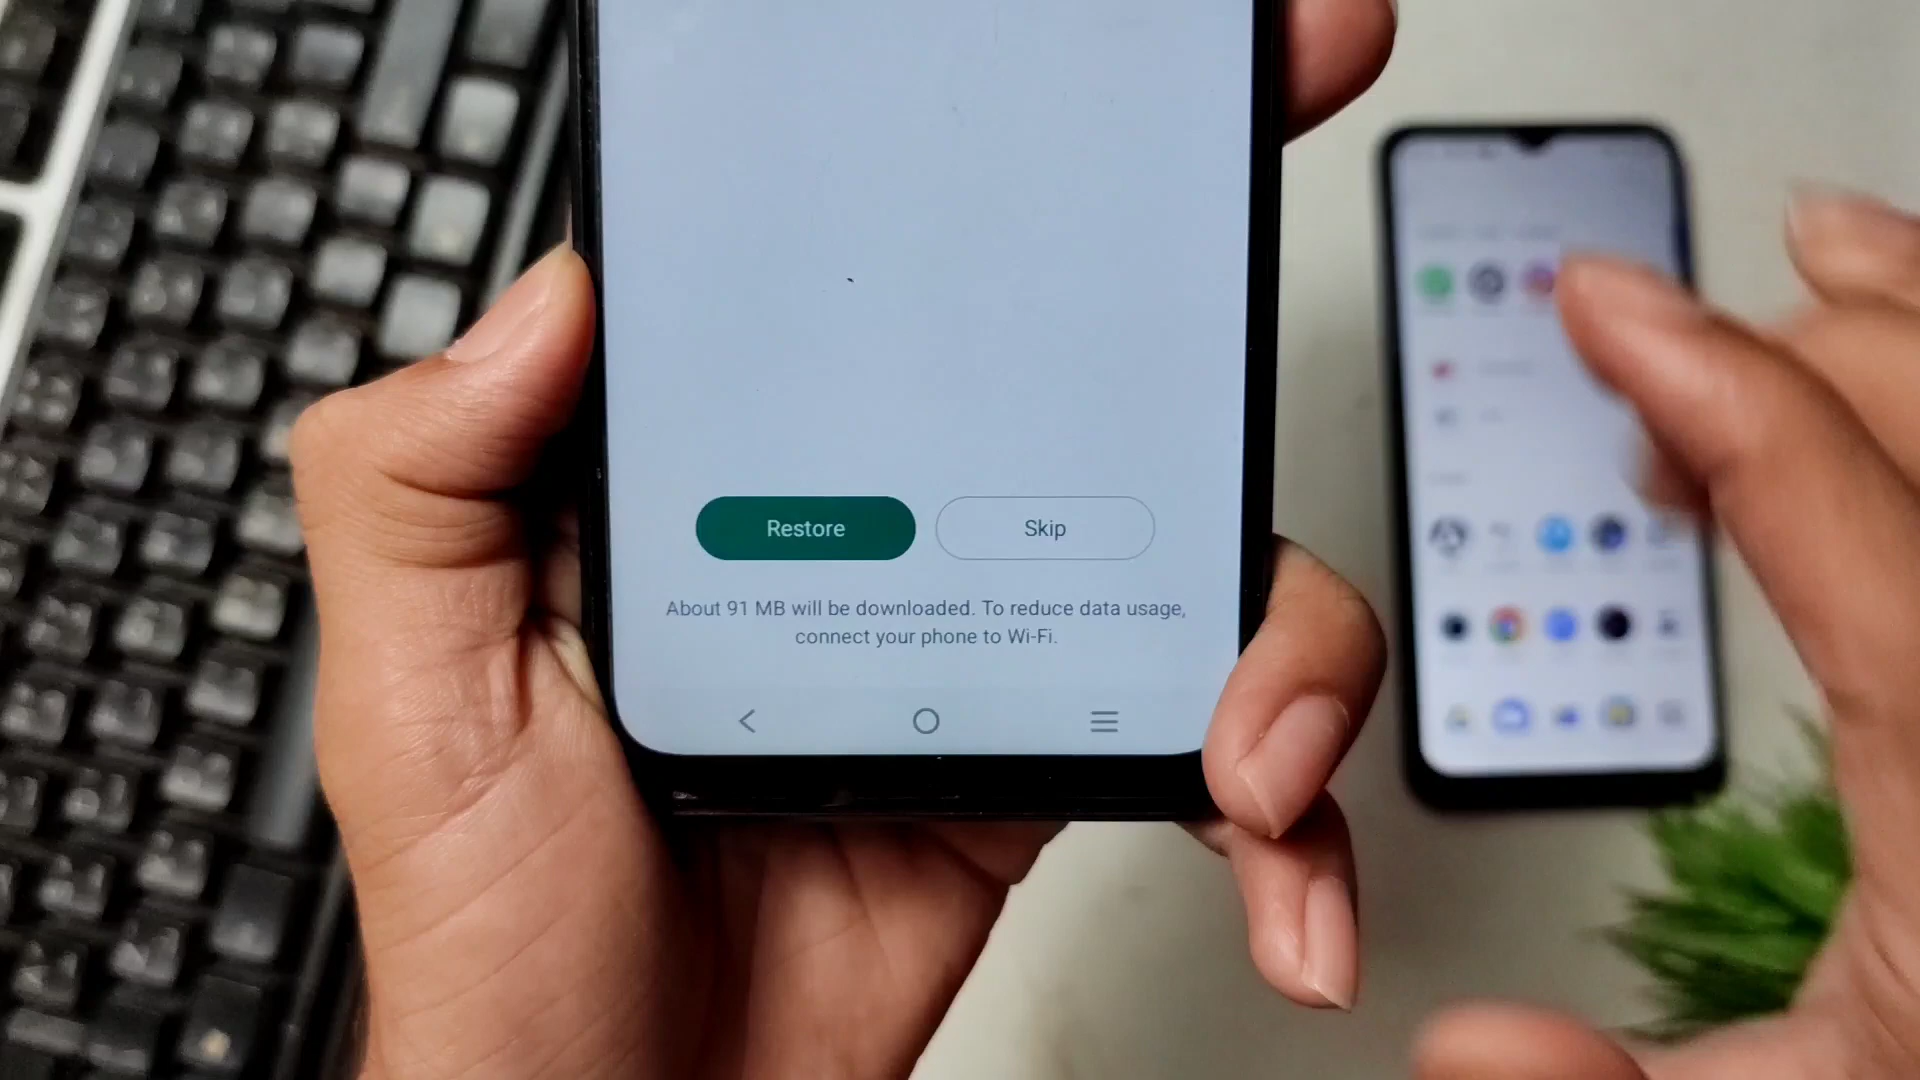 Restore
Skip
About 91 MB will be downloaded. To reduce data usage,
connect your phone to Wi-Fi.